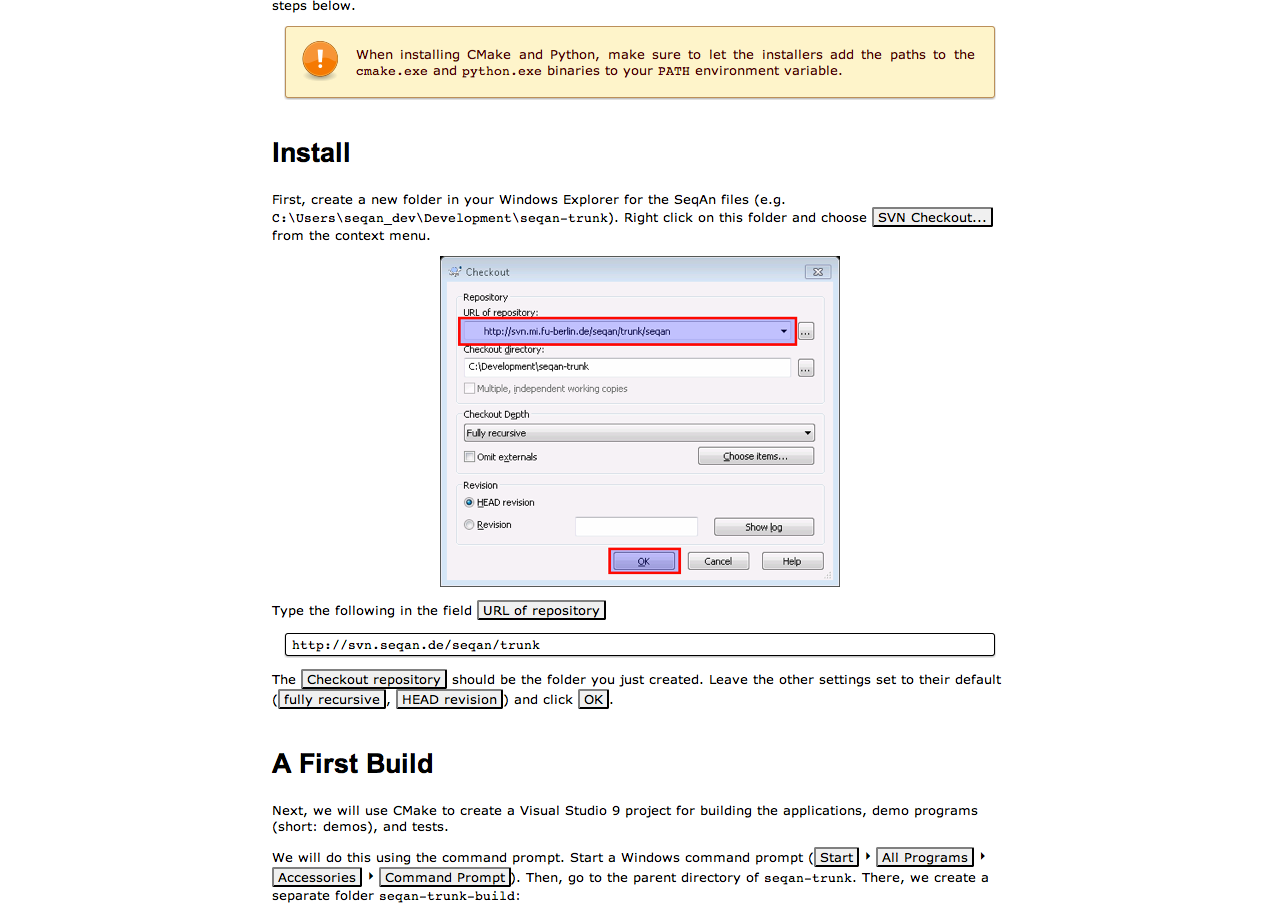 steps below.
When installing CMake and Python, make sure to let the installers add the paths to the
cmake.exe and python.exe binaries to your PATH environment variable.
Install
First, create a new folder in your Windows Explorer for the SeqAn files (e.g.
C:\Users\seqan_dev\Development\seqan-trunk). Right click on this folder and choose SVN Checkout...
from the context menu.
Checkout
Repository
URL of repository:
http://svn.mi.fu-berlin.de/seqan/trunk/seqan
...
Checkout directory:
C:\Development\seqan-trunk
...
Multiple, independent working copies
Checkout Depth
Fully recursive
Omit externals
Choose items...
Revision
HEAD revision
Revision
Show log
OK Cancel Help
Type the following in the field URL of repository
http://svn.seqan.de/seqan/trunk
The Checkout repository should be the folder you just created. Leave the other settings set to their default
(fully recursive, HEAD revision) and click OK.
A First Build
Next, we will use CMake to create a Visual Studio 9 project for building the applications, demo programs
(short: demos), and tests.
We will do this using the command prompt. Start a Windows command prompt (Start ‣ All Programs ‣
Accessories ‣ Command Prompt). Then, go to the parent directory of seqan-trunk. There, we create a
separate folder seqan-trunk-build: